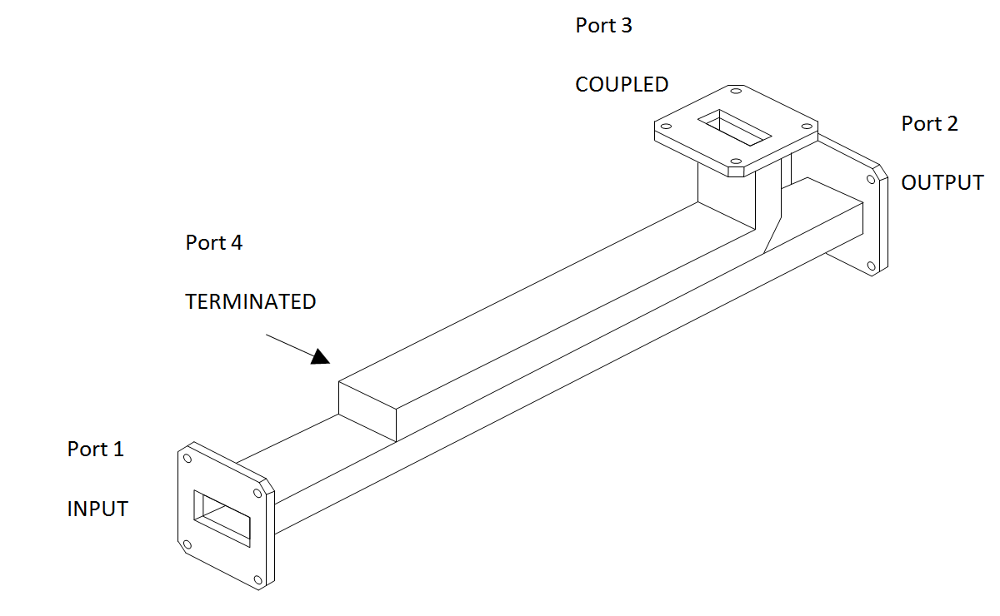 Port 3
COUPLED
Port 2
OUTPUT
Port 4
TERMINATED
Port 1
INPUT